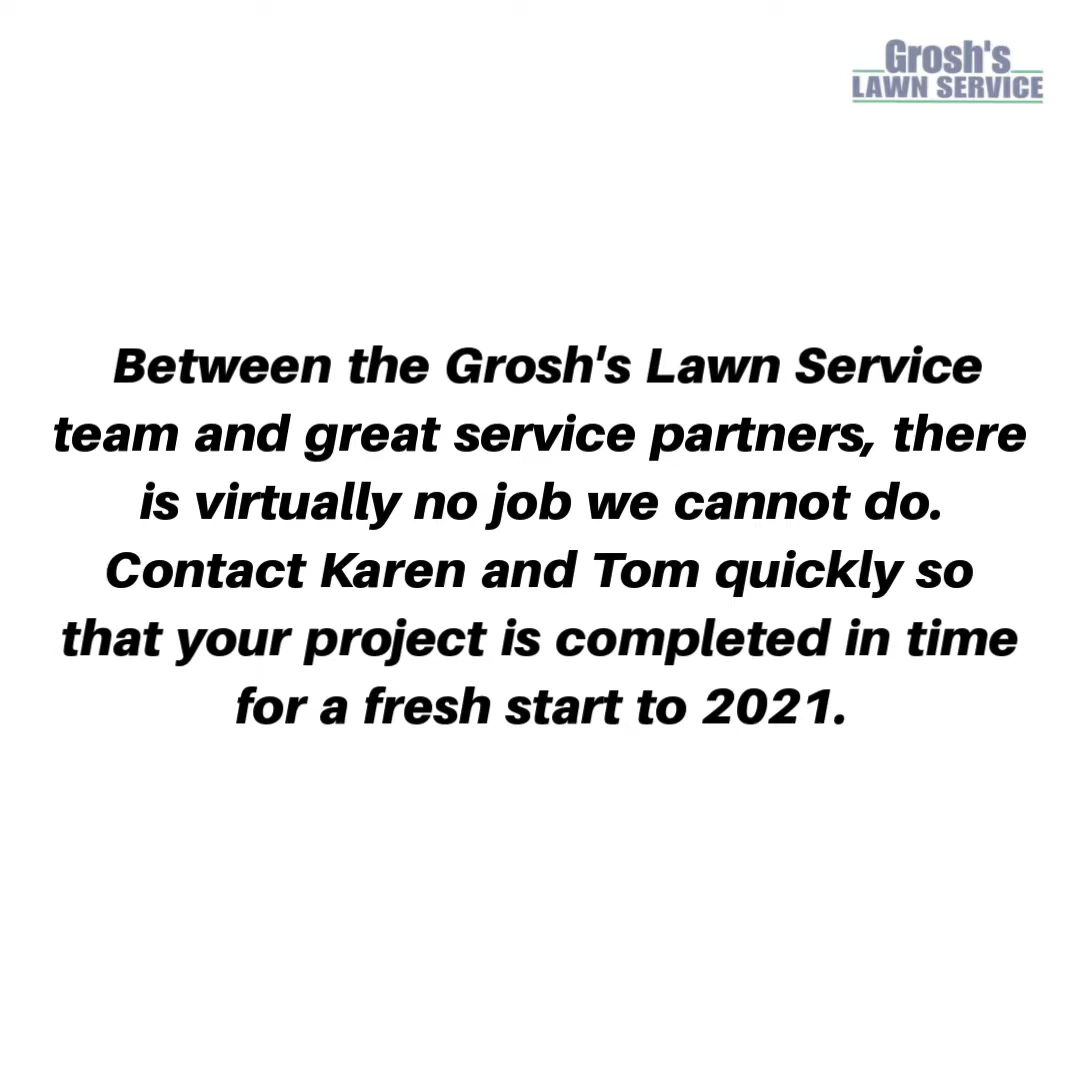 Grosh's
LAWN SERVICE
Between the Grosh's Lawn Service
team and great service partners, there
is virtually no job we cannot do.
Contact Karen and Tom quickly so
that your project is completed in time
for a fresh start to 2021.